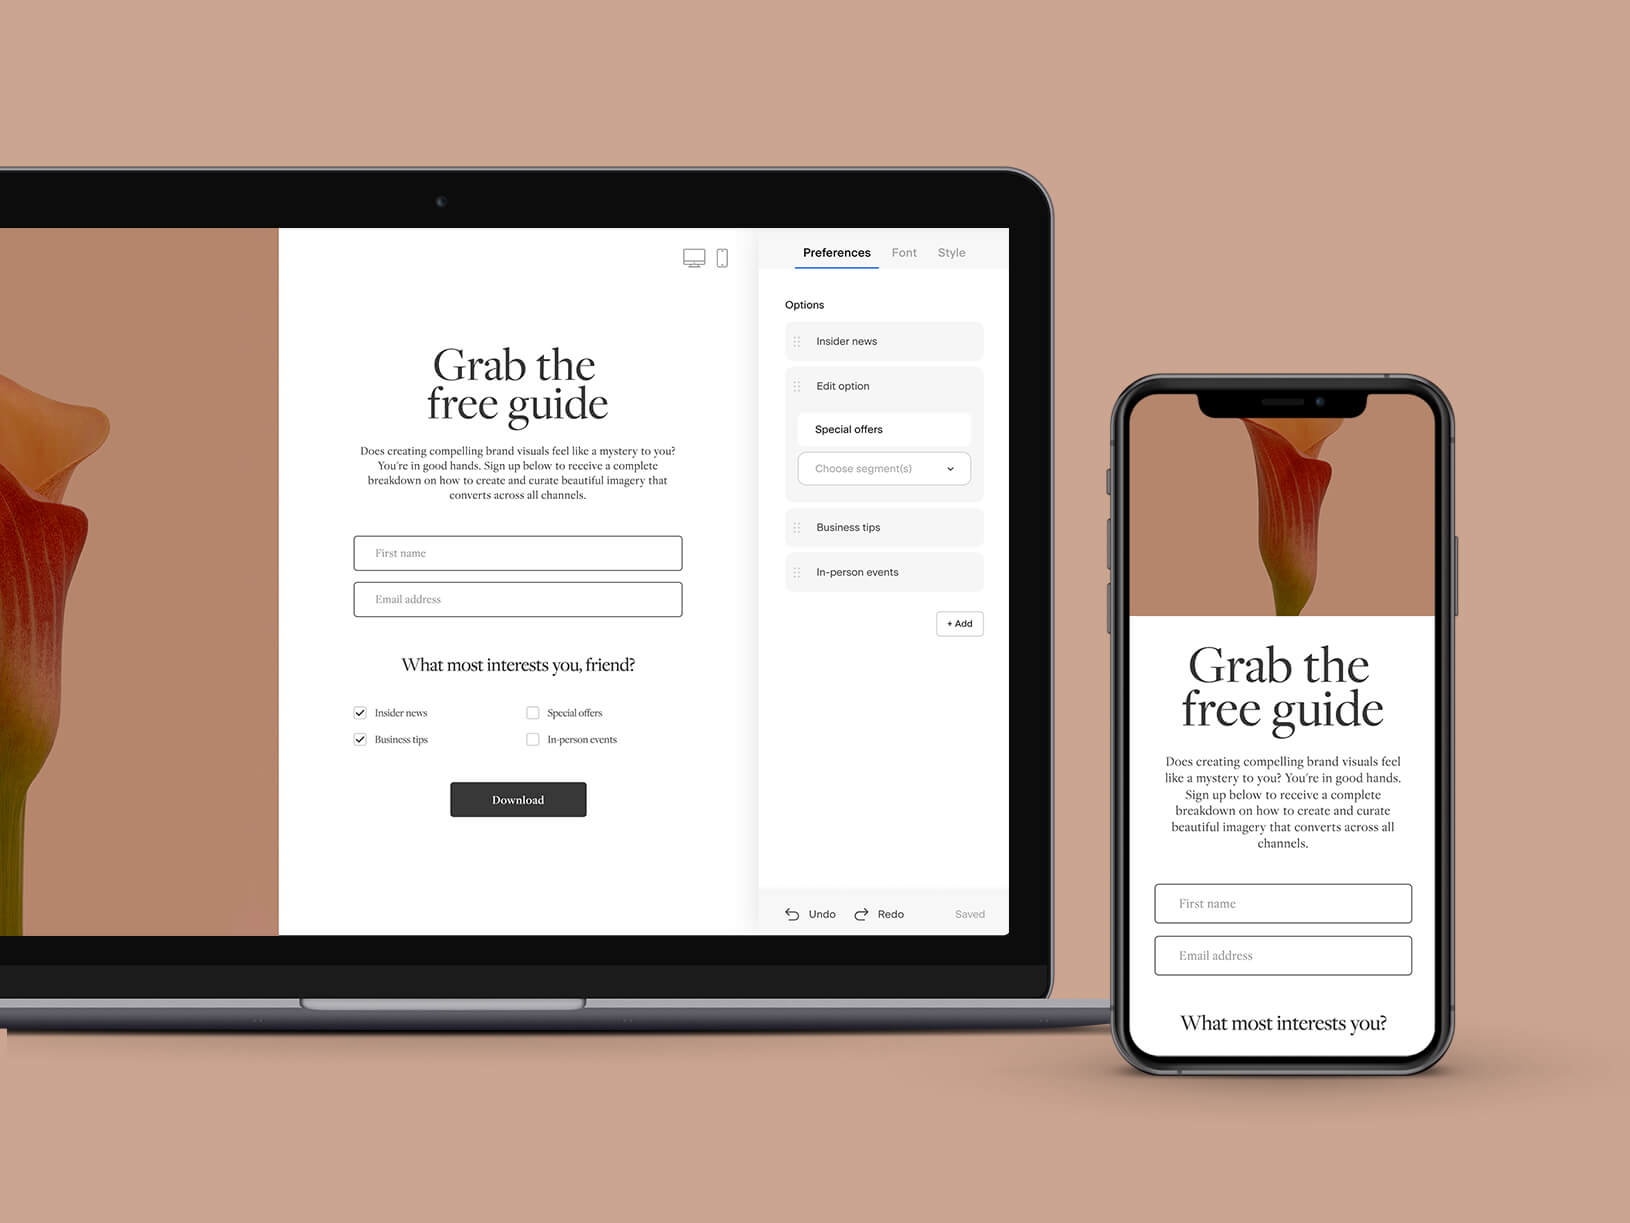 Grab the
free guide
Does creating compelling brand visuals feel like a mystery to you?
You're in good hands. Sign up below to receive a complete
breakdown on how to create and curate beautiful imagery that
converts across all channels.
First name
Email address
What most interests you, friend?
Insider news
Special offers
Business tips
In-person events
Download
Preferences Font Style
Options
Insider news
Edit option
Special offers
Choose segment(s)
Business tips
In-person events
+ Add
Undo Redo Saved
Grab the
free guide
Does creating compelling brand visuals feel
like a mystery to you? You're in good hands.
Sign up below to receive a complete
breakdown on how to create and curate
beautiful imagery that converts across all
channels.
First name
Email address
What most interests you?